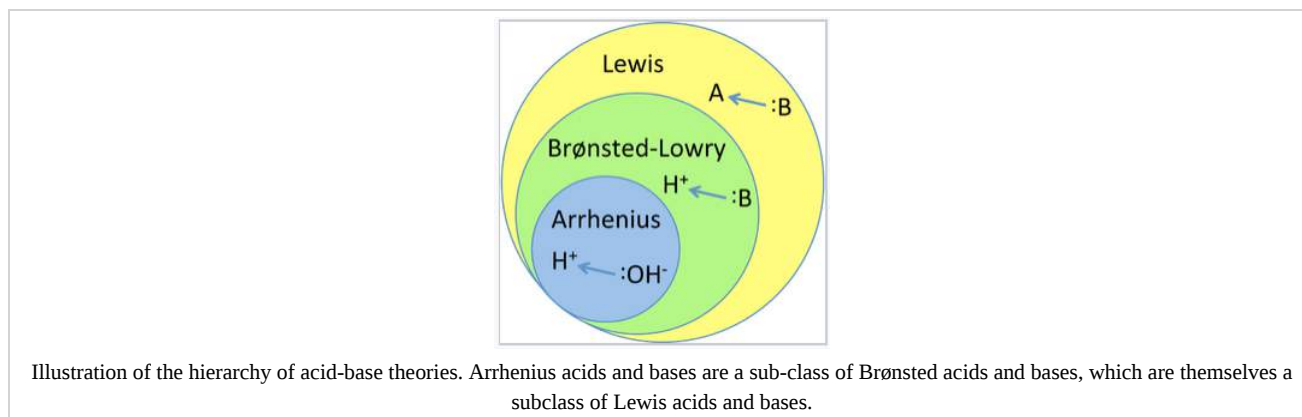 Lewis
A :B
Brønsted-Lowry
H⁺ :B
Arrhenius
H⁺ :OH⁻
Illustration of the hierarchy of acid-base theories. Arrhenius acids and bases are a sub-class of Brønsted acids and bases, which are themselves a
subclass of Lewis acids and bases.